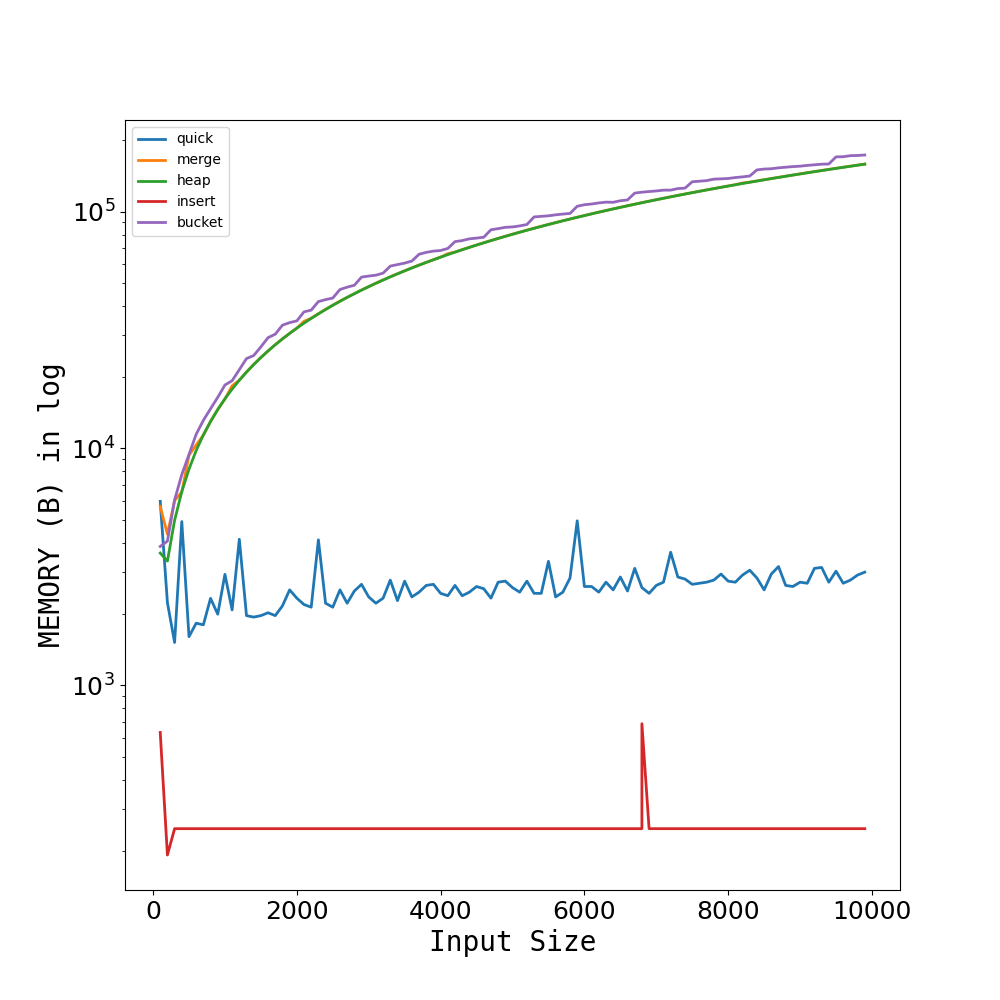 quick
merge
heap
insert
bucket
MEMORY (B) in log
10^5
10^4
10^3
0 2000 4000 6000 8000 10000
Input Size